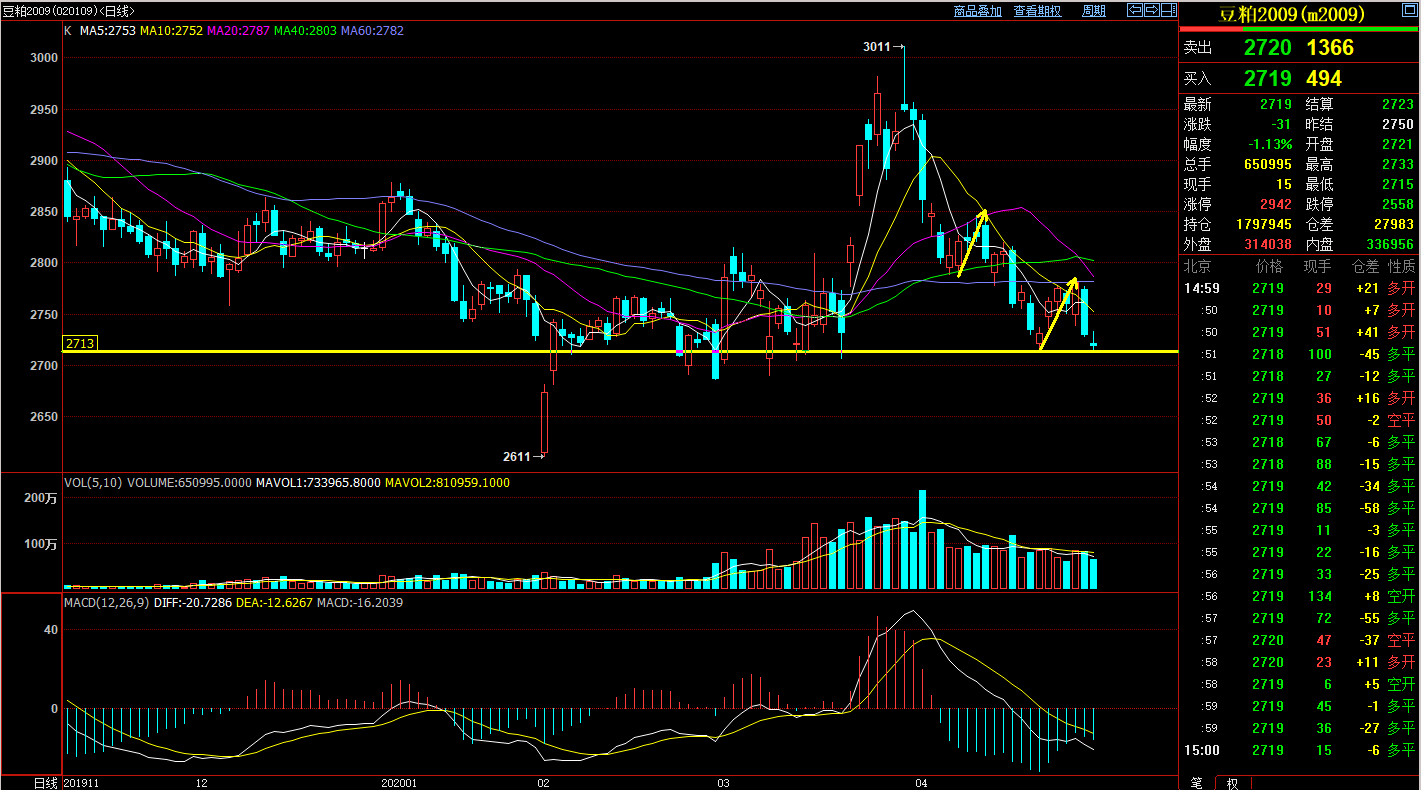 豆粕2009(020109)<日线> 商品叠加 查看期权 周期
K MA5:2753 MA10:2752 MA20:2787 MA40:2803 MA60:2782
3011
3000
2950
2900
2850
2800
2750
2713
2700
2650
2611
VOL(5,10) VOLUME:650995.0000 MAVOL1:733965.8000 MAVOL2:810959.1000
200万
100万
MACD(12,26,9) DIFF:-20.7286 DEA:-12.6267 MACD:-16.2039
40
0
日线 201911 12 202001 02 03 04
豆粕2009(m2009)
卖出 2720 1366
买入 2719 494
最新 2719 结算 2723
涨跌 -31 昨结 2750
幅度 -1.13% 开盘 2721
总手 650995 最高 2733
现手 15 最低 2715
涨停 2942 跌停 2558
持仓 1797945 仓差 27983
外盘 314038 内盘 336956
北京 价格 现手 仓差 性质
14:59 2719 29 +21 多开
:50 2719 10 +7 多开
:50 2719 51 +41 多开
:51 2718 100 -45 多平
:51 2718 27 -12 多平
:52 2719 36 +16 多开
:52 2719 50 -2 空平
:53 2718 67 -6 多平
:53 2718 88 -15 多平
:54 2719 42 -34 多平
:54 2719 85 -58 多平
:55 2719 11 -3 多平
:55 2719 22 -16 多平
:56 2719 33 -25 多平
:56 2719 134 +8 空开
:57 2719 72 -55 多平
:57 2720 47 -37 空平
:58 2720 23 +11 多开
:58 2719 6 +5 空开
:59 2719 45 -1 多平
:59 2719 36 -27 多平
15:00 2719 15 -6 多平
笔 权